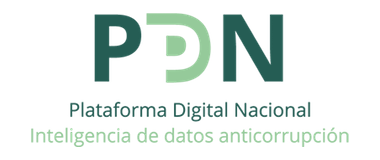 PDN
Plataforma Digital Nacional
Inteligencia de datos anticorrupción